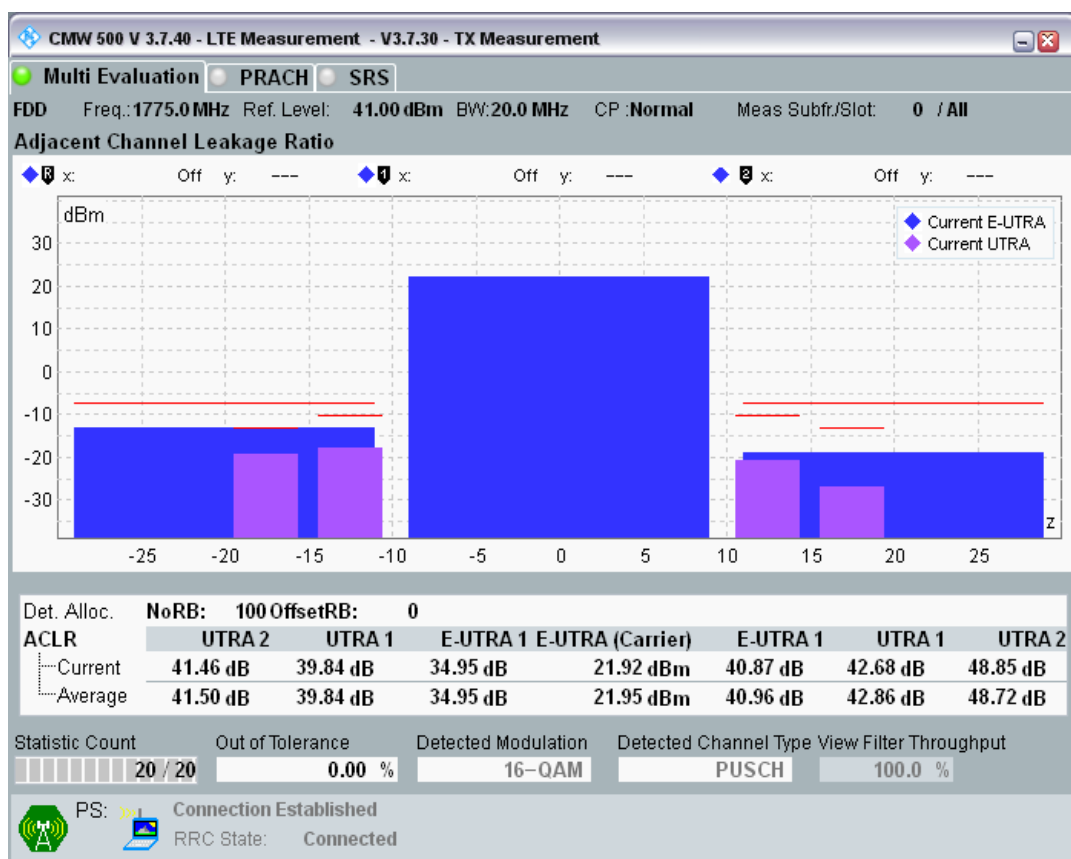 CMW 500 V 3.7.40 - LTE Measurement - V3.7.30 - TX Measurement
Multi Evaluation PRACH SRS
FDD Freq.: 1775.0 MHz Ref. Level: 41.00 dBm BW: 20.0 MHz CP : Normal Meas Subfr./Slot: 0 / All
Adjacent Channel Leakage Ratio
R x: Off y: --- 1 x: Off y: --- 2 x: Off y: ---
dBm
Current E-UTRA
Current UTRA
30
20
10
0
-10
-20
-30
z
-25 -20 -15 -10 -5 0 5 10 15 20 25
Det. Alloc. NoRB: 100 OffsetRB: 0
ACLR UTRA 2 UTRA 1 E-UTRA 1 E-UTRA (Carrier) E-UTRA 1 UTRA 1 UTRA 2
Current 41.46 dB 39.84 dB 34.95 dB 21.92 dBm 40.87 dB 42.68 dB 48.85 dB
Average 41.50 dB 39.84 dB 34.95 dB 21.95 dBm 40.96 dB 42.86 dB 48.72 dB
Statistic Count Out of Tolerance Detected Modulation Detected Channel Type View Filter Throughput
20 / 20 0.00 % 16-QAM PUSCH 100.0 %
PS: Connection Established
RRC State: Connected